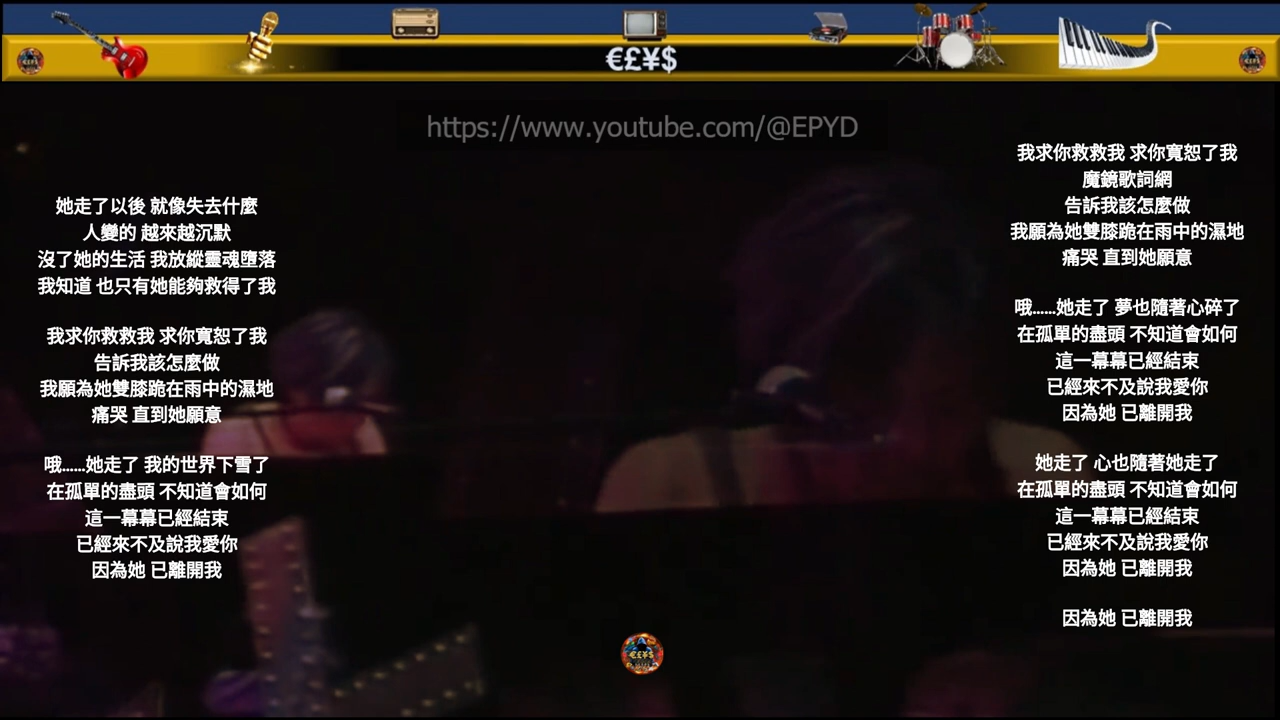 €£¥$
https://www.youtube.com/@EPYD
她走了以後 就像失去什麼
人變的 越來越沉默
沒了她的生活 我放縱靈魂墮落
我知道 也只有她能夠救得了我
我求你救救我 求你寬恕了我
告訴我該怎麼做
我願為她雙膝跪在雨中的濕地
痛哭 直到她願意
哦……她走了 我的世界下雪了
在孤單的盡頭 不知道會如何
這一幕幕已經結束
已經來不及說我愛你
因為她 已離開我
我求你救救我 求你寬恕了我
魔鏡歌詞網
告訴我該怎麼做
我願為她雙膝跪在雨中的濕地
痛哭 直到她願意
哦……她走了 夢也隨著心碎了
在孤單的盡頭 不知道會如何
這一幕幕已經結束
已經來不及說我愛你
因為她 已離開我
她走了 心也隨著她走了
在孤單的盡頭 不知道會如何
這一幕幕已經結束
已經來不及說我愛你
因為她 已離開我
因為她 已離開我
€£¥$